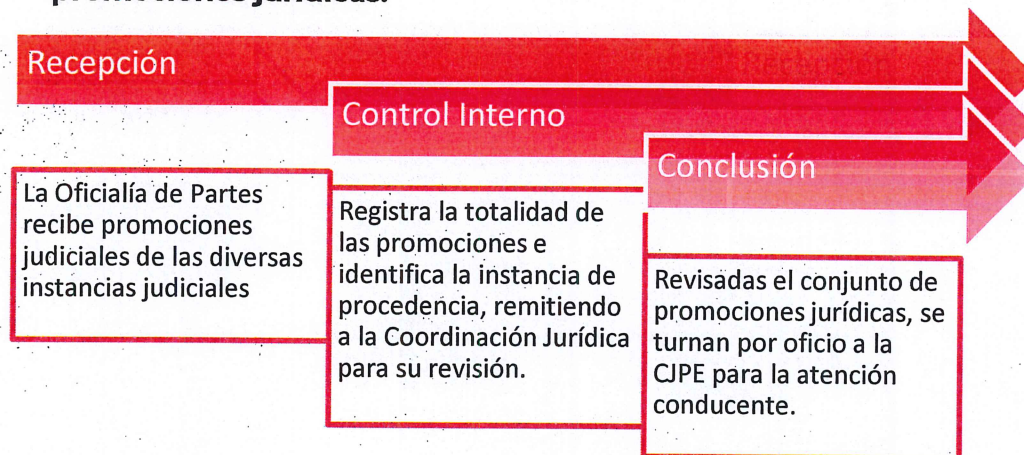 promociones jurídicas.
Recepción
La Oficialía de Partes
recibe promociones
judiciales de las diversas
instancias judiciales
Control Interno
Registra la totalidad de
las promociones e
identifica la instancia de
procedencia, remitiendo
a la Coordinación Jurídica
para su revisión.
Conclusión
Revisadas el conjunto de
promociones jurídicas, se
turnan por oficio a la
CJPE para la atención
conducente.